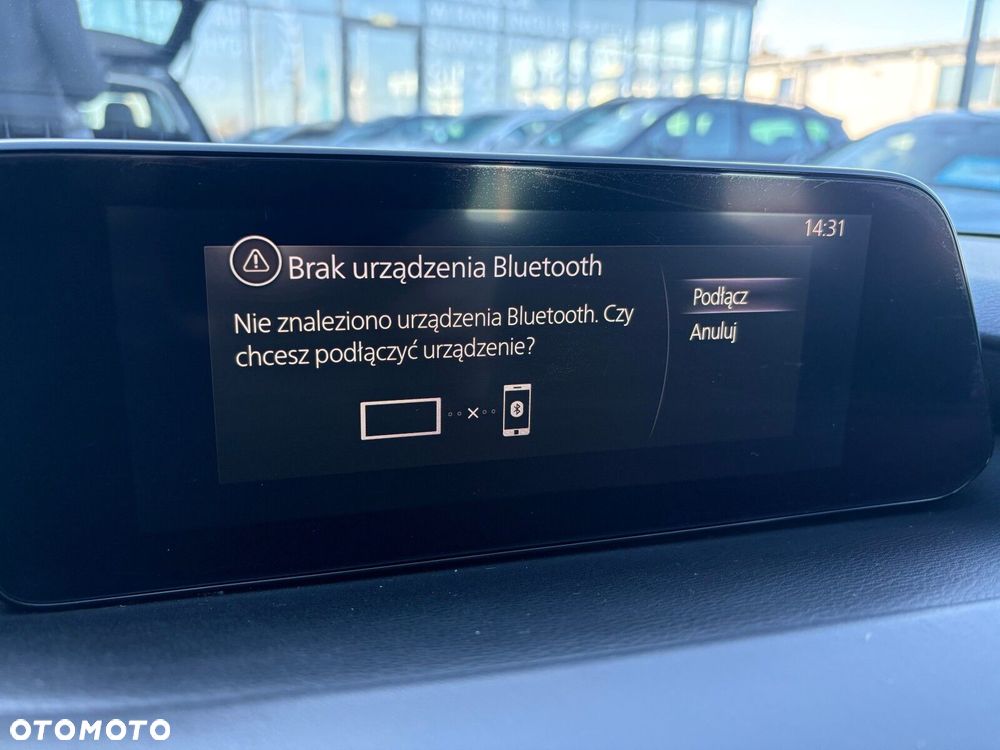 14:31
Brak urządzenia Bluetooth
Nie znaleziono urządzenia Bluetooth. Czy
chcesz podłączyć urządzenie?
Podłącz
Anuluj
OTOMOTO